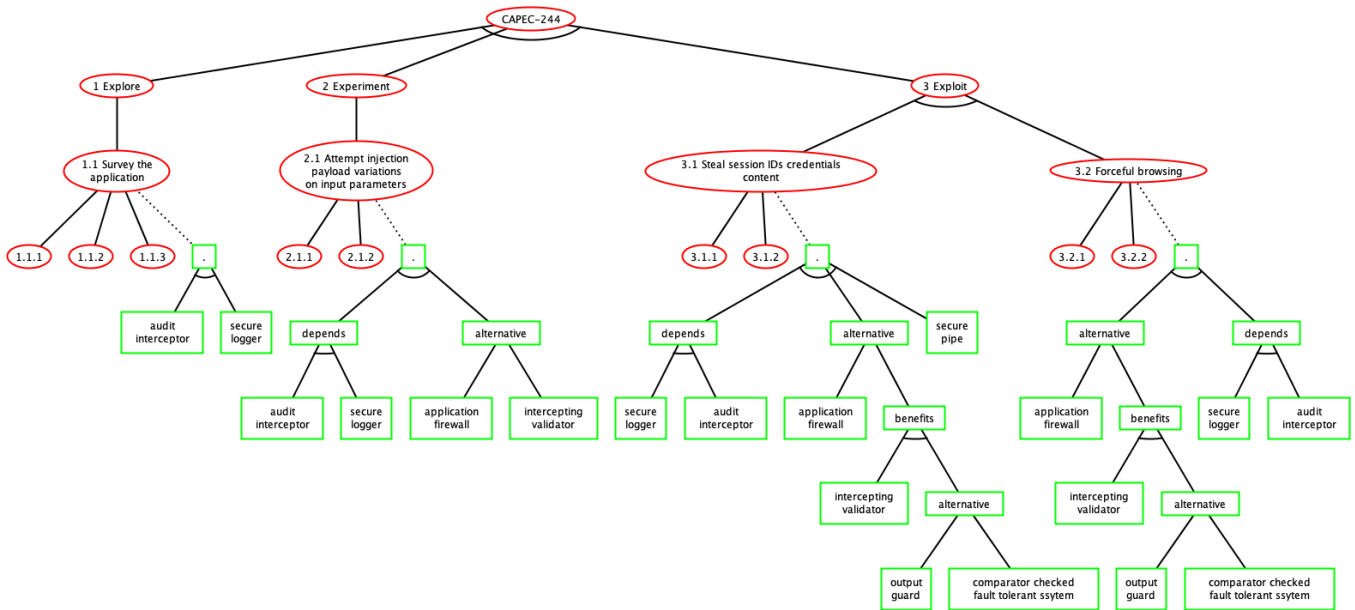 CAPEC-244
1 Explore
2 Experiment
3 Exploit
1.1 Survey the
application
2.1 Attempt injection
payload variations
on input parameters
3.1 Steal session IDs credentials
content
3.2 Forceful browsing
1.1.1
1.1.2
1.1.3
.
2.1.1
2.1.2
.
3.1.1
3.1.2
.
3.2.1
3.2.2
.
audit
interceptor
secure
logger
depends
alternative
depends
alternative
secure
pipe
alternative
depends
audit
interceptor
secure
logger
application
firewall
intercepting
validator
secure
logger
audit
interceptor
application
firewall
benefits
application
firewall
benefits
secure
logger
audit
interceptor
intercepting
validator
alternative
intercepting
validator
alternative
output
guard
comparator checked
fault tolerant ssytem
output
guard
comparator checked
fault tolerant ssytem